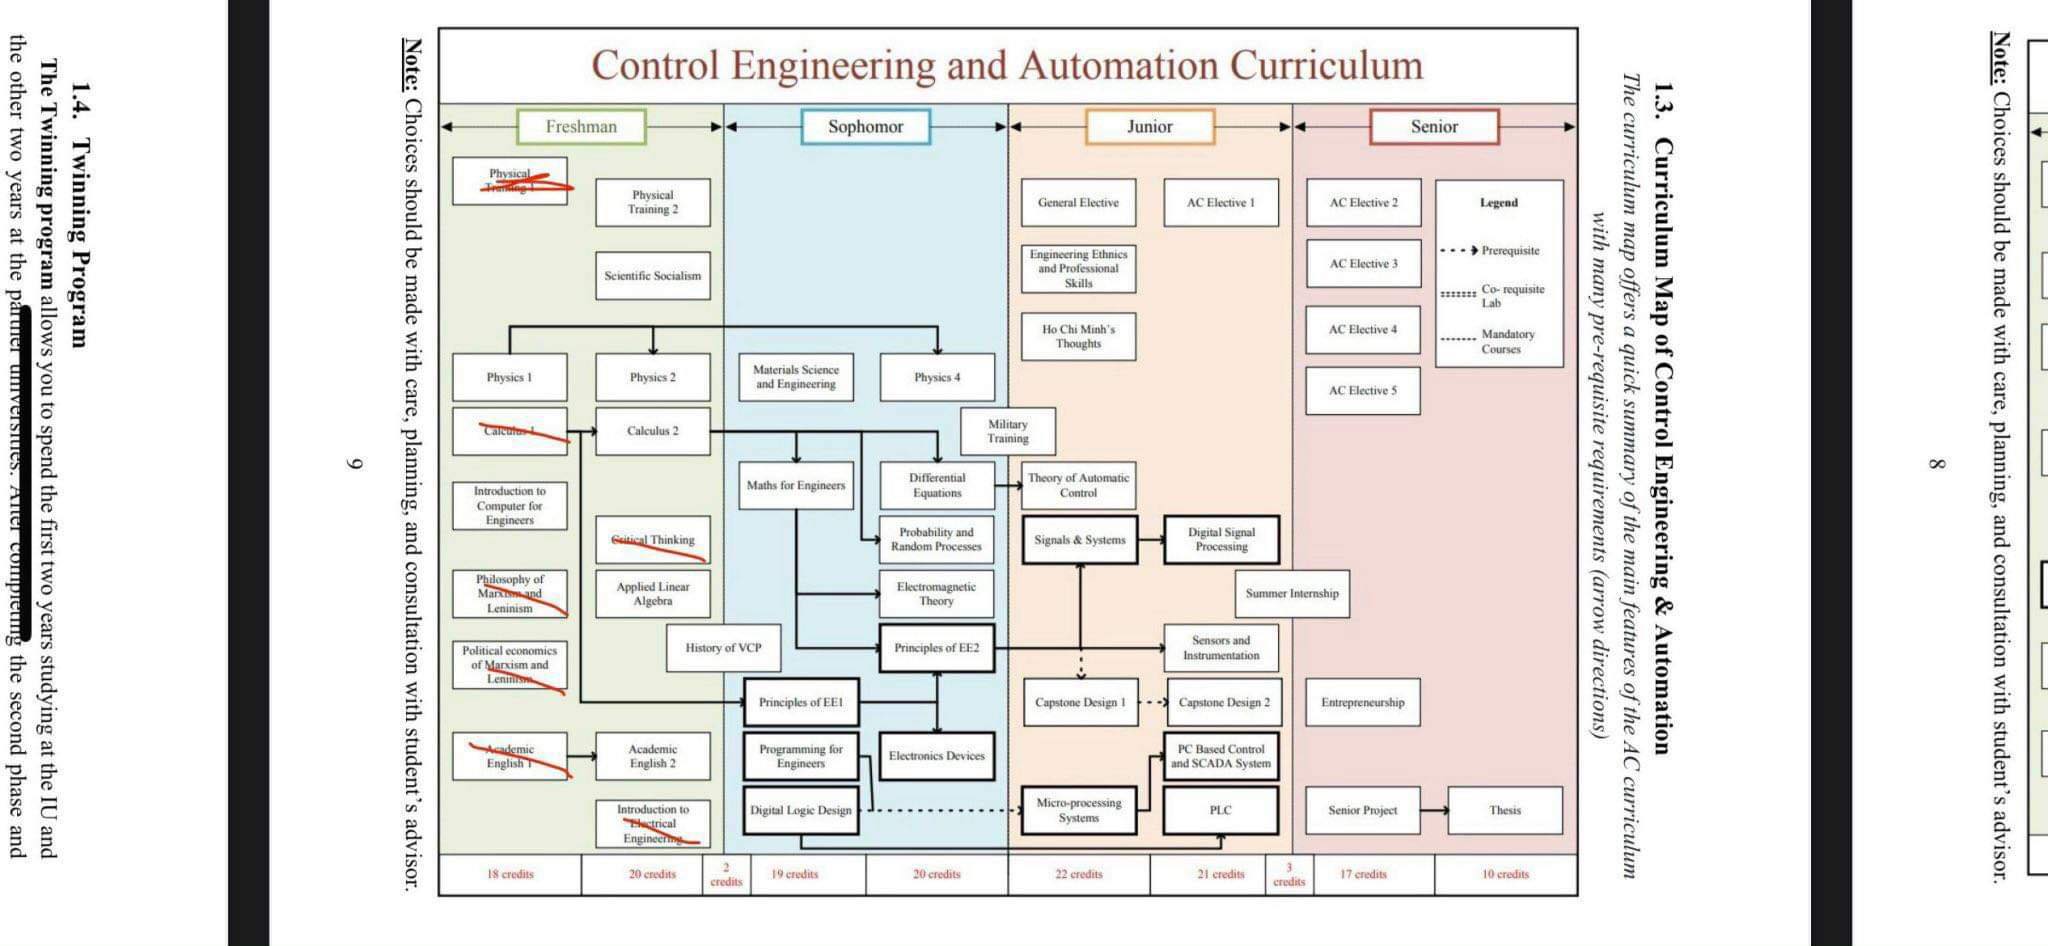 Note: Choices should be made with care, planning, and consultation with student's advisor.
8
1.3. Curriculum Map of Control Engineering & Automation
The curriculum map offers a quick summary of the main features of the AC curriculum
with many pre-requisite requirements (arrow directions)
Control Engineering and Automation Curriculum
Freshman
Sophomor
Junior
Senior
Physical
Training 1
Physical
Training 2
Scientific Socialism
Physics 1
Physics 2
Calculus 1
Calculus 2
Introduction to
Computer for
Engineers
Critical Thinking
Philosophy of
Marxism and
Leninism
Applied Linear
Algebra
History of VCP
Political economics
of Marxism and
Leninism
Academic
English 1
Academic
English 2
Introduction to
Electrical
Engineering
Materials Science
and Engineering
Physics 4
Military
Training
Maths for Engineers
Differential
Equations
Probability and
Random Processes
Electromagnetic
Theory
Principles of EE2
Principles of EE1
Programming for
Engineers
Electronics Devices
Digital Logic Design
General Elective
AC Elective 1
Engineering Ethnics
and Professional
Skills
Ho Chi Minh's
Thoughts
Theory of Automatic
Control
Signals & Systems
Digital Signal
Processing
Summer Internship
Sensors and
Instrumentation
Capstone Design 1
Capstone Design 2
PC Based Control
and SCADA System
Micro-processing
Systems
PLC
AC Elective 2
AC Elective 3
AC Elective 4
AC Elective 5
Legend
Prerequisite
Co- requisite
Lab
Mandatory
Courses
Entrepreneurship
Senior Project
Thesis
18 credits
20 credits
2
credits
19 credits
20 credits
22 credits
21 credits
3
credits
17 credits
10 credits
Note: Choices should be made with care, planning, and consultation with student's advisor.
9
1.4. Twinning Program
The Twinning program allows you to spend the first two years studying at the IU and
the other two years at the partner universities. After completing the second phase and